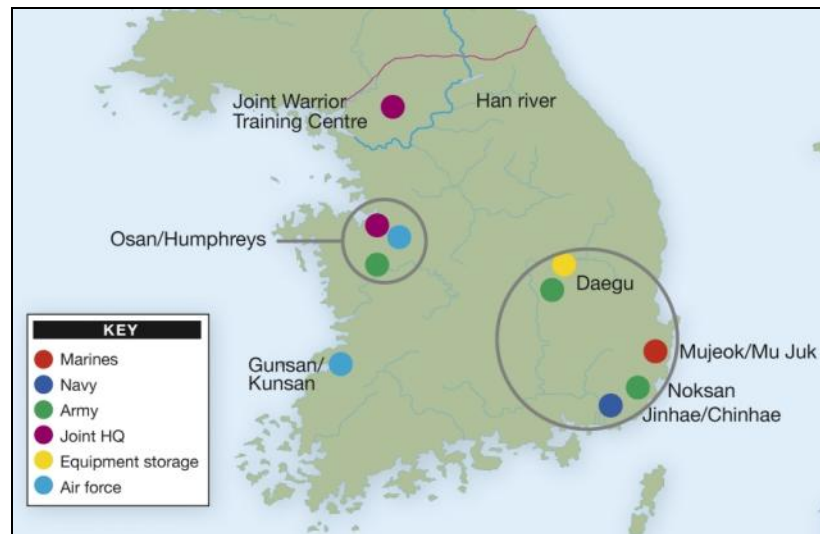 Joint Warrior
Training Centre
Han river
Osan/Humphreys
Daegu
Mujeok/Mu Juk
Gunsan/
Kunsan
Noksan
Jinhae/Chinhae
KEY
Marines
Navy
Army
Joint HQ
Equipment storage
Air force